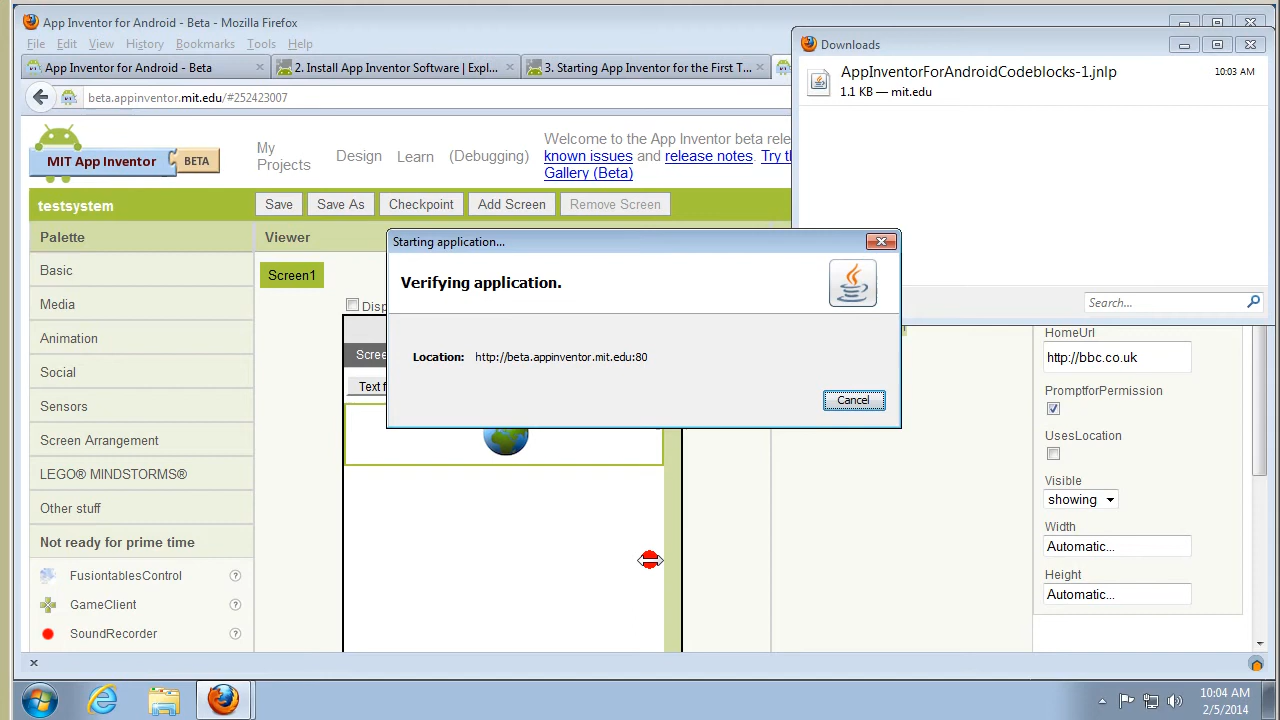 App Inventor for Android - Beta - Mozilla Firefox
File Edit View History Bookmarks Tools Help
App Inventor for Android - Beta
2. Install App Inventor Software | Expl...
3. Starting App Inventor for the First T...
beta.appinventor.mit.edu/#252423007
Downloads
AppInventorForAndroidCodeblocks-1.jnlp
10:03 AM
1.1 KB — mit.edu
Search...
MIT App Inventor
BETA
My
Projects
Design
Learn
(Debugging)
Welcome to the App Inventor beta rele
known issues and release notes. Try th
Gallery (Beta)
testsystem
Save
Save As
Checkpoint
Add Screen
Remove Screen
Palette
Viewer
Basic
Media
Animation
Social
Sensors
Screen Arrangement
LEGO® MINDSTORMS®
Other stuff
Not ready for prime time
FusiontablesControl ?
GameClient ?
SoundRecorder ?
Screen1
Disp
Scree
Text f
Starting application...
Verifying application.
Location: http://beta.appinventor.mit.edu:80
Cancel
HomeUrl
http://bbc.co.uk
PromptforPermission
UsesLocation
Visible
showing
Width
Automatic...
Height
Automatic...
10:04 AM
2/5/2014